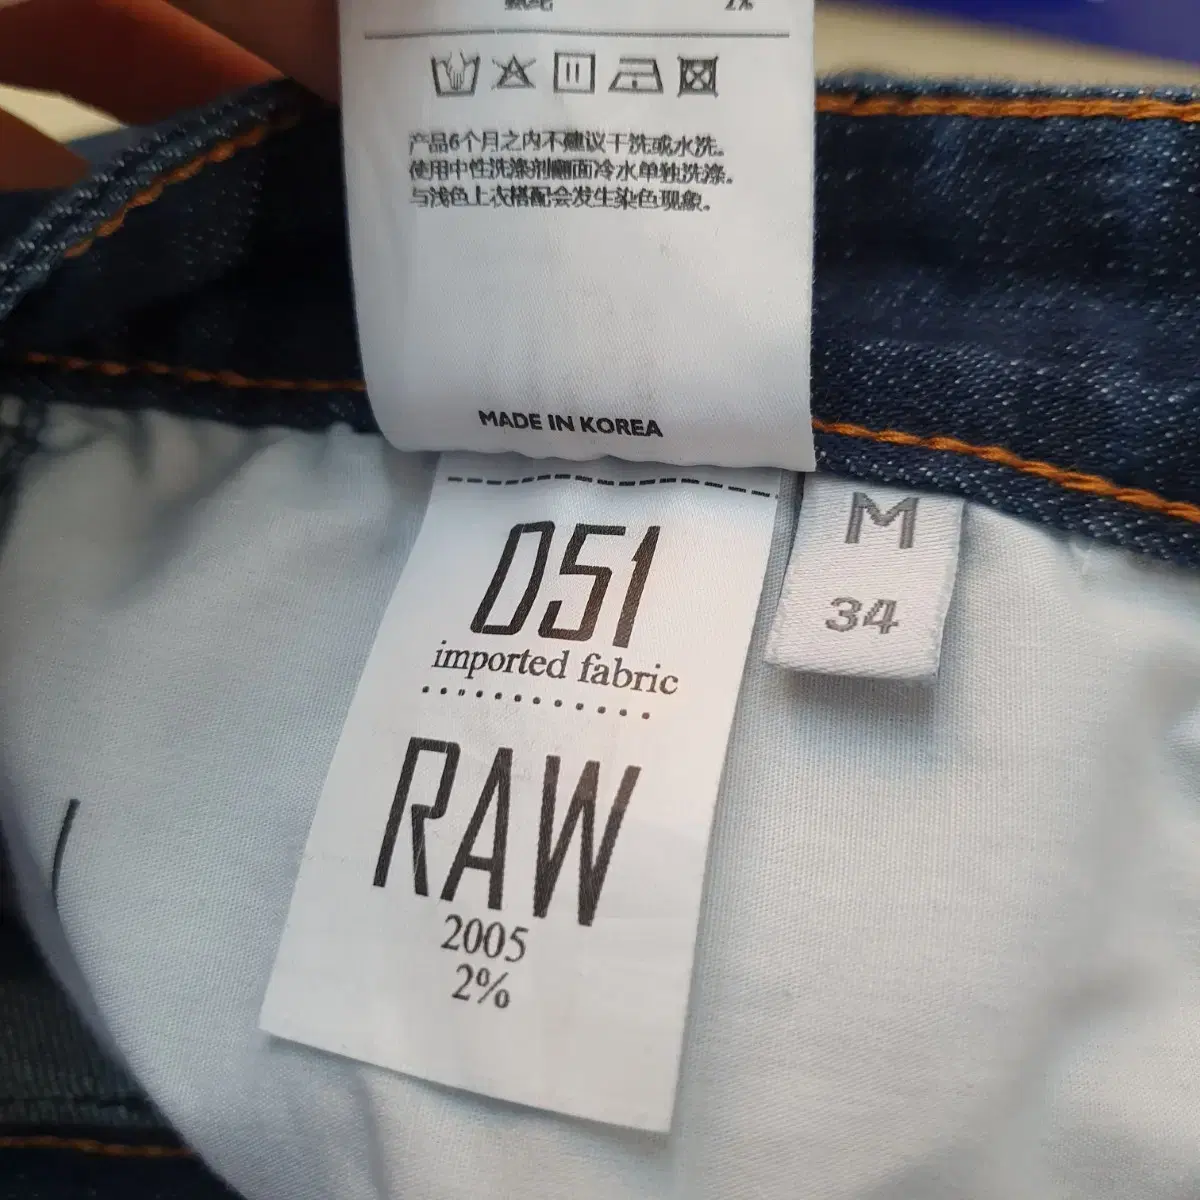 2%
产品6个月之内不建议干洗或水洗。
使用中性洗涤剂翻面冷水单独洗涤。
与浅色上衣搭配会发生染色现象。
MADE IN KOREA
051
imported fabric
RAW
2005
2%
M
34